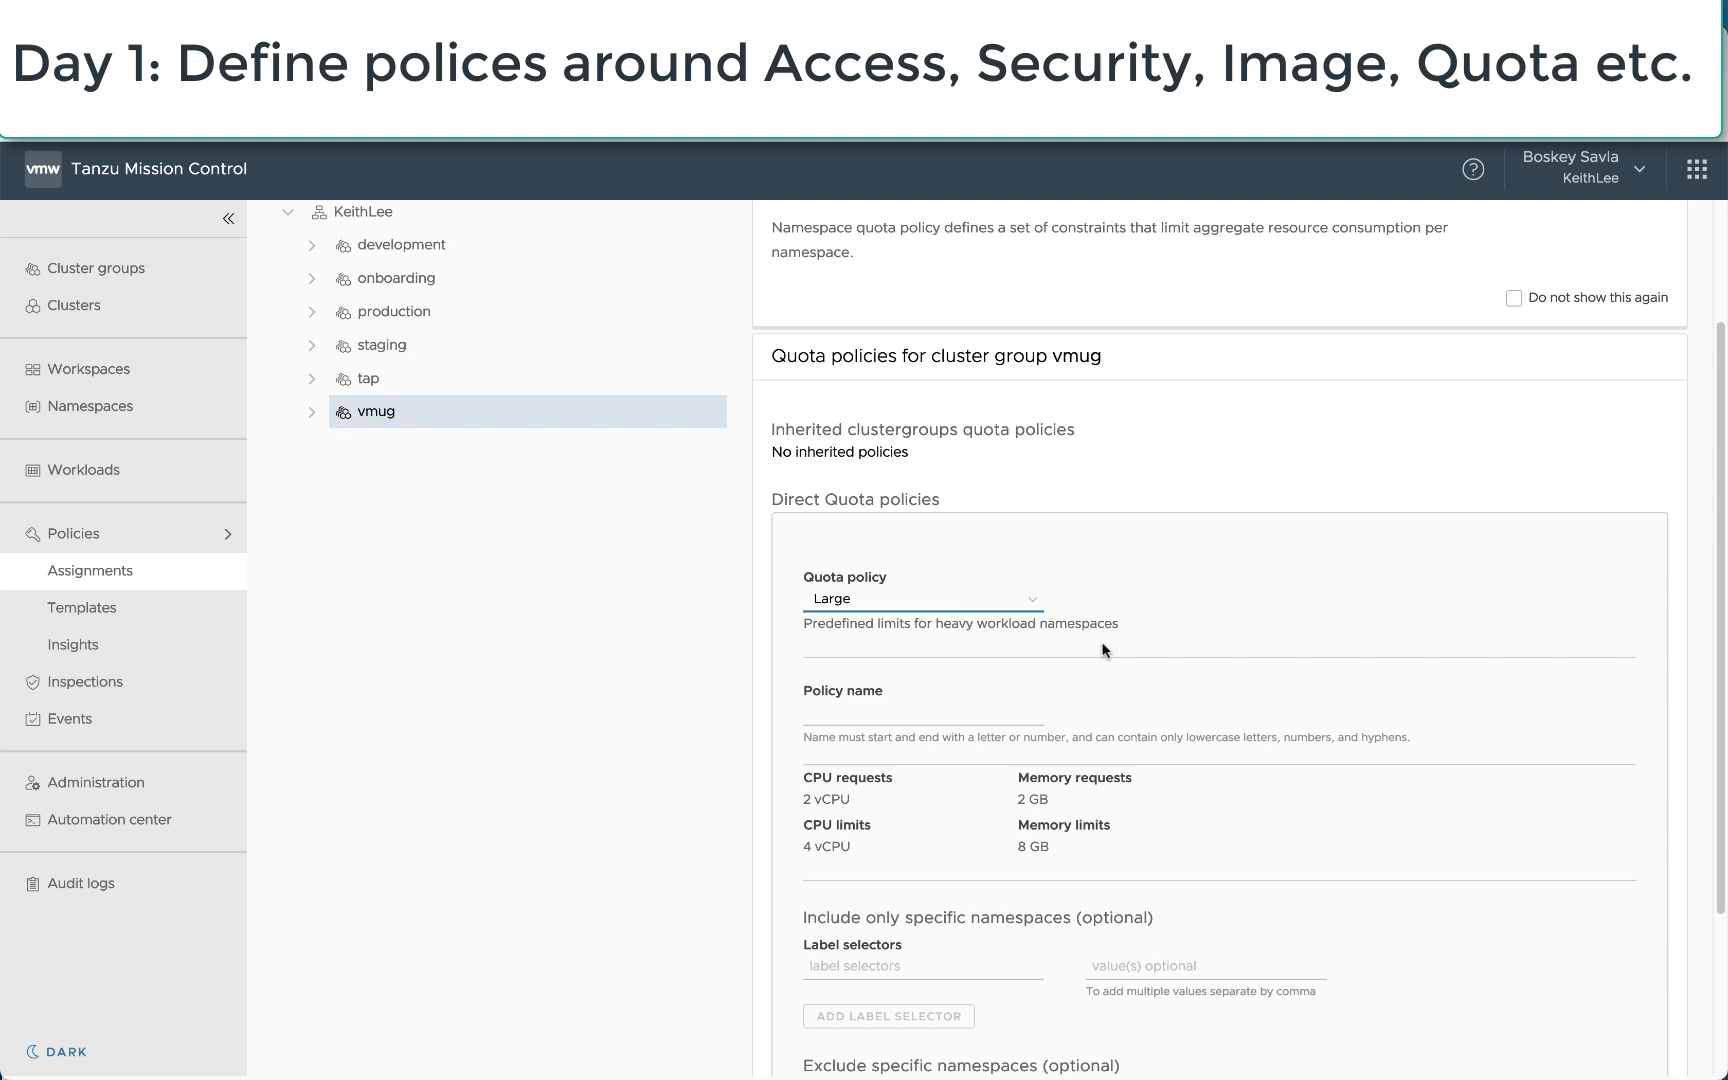 Day 1: Define polices around Access, Security, Image, Quota etc.
vmw Tanzu Mission Control
? Boskey Savla
KeithLee
Cluster groups
Clusters
Workspaces
Namespaces
Workloads
Policies
Assignments
Templates
Insights
Inspections
Events
Administration
Automation center
Audit logs
DARK
KeithLee
development
onboarding
production
staging
tap
vmug
Namespace quota policy defines a set of constraints that limit aggregate resource consumption per
namespace.
Do not show this again
Quota policies for cluster group vmug
Inherited clustergroups quota policies
No inherited policies
Direct Quota policies
Quota policy
Large
Predefined limits for heavy workload namespaces
Policy name
Name must start and end with a letter or number, and can contain only lowercase letters, numbers, and hyphens.
CPU requests Memory requests
2 vCPU 2 GB
CPU limits Memory limits
4 vCPU 8 GB
Include only specific namespaces (optional)
Label selectors
label selectors value(s) optional
To add multiple values separate by comma
ADD LABEL SELECTOR
Exclude specific namespaces (optional)